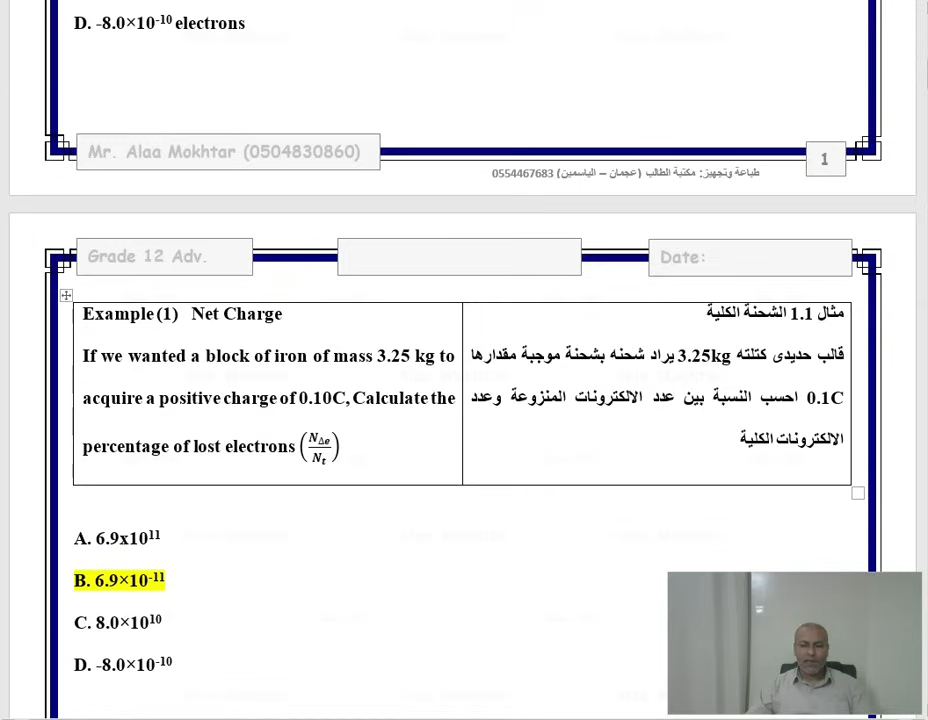 D. -8.0×10⁻¹⁰ electrons
Mr. Alaa Mokhtar (0504830860)
1
طباعة وتجهيز: مكتبة الطالب (عجمان – الياسمين) 0554467683
Grade 12 Adv.
Date:
Example (1) Net Charge
If we wanted a block of iron of mass 3.25 kg to
acquire a positive charge of 0.10C, Calculate the
percentage of lost electrons (N_Δe/N_t)
مثال 1.1 الشحنة الكلية
قالب حديدى كتلته 3.25kg يراد شحنه بشحنة موجبة مقدارها
0.1C احسب النسبة بين عدد الالكترونات المنزوعة وعدد
الالكترونات الكلية
A. 6.9x10¹¹
B. 6.9×10⁻¹¹
C. 8.0×10¹⁰
D. -8.0×10⁻¹⁰